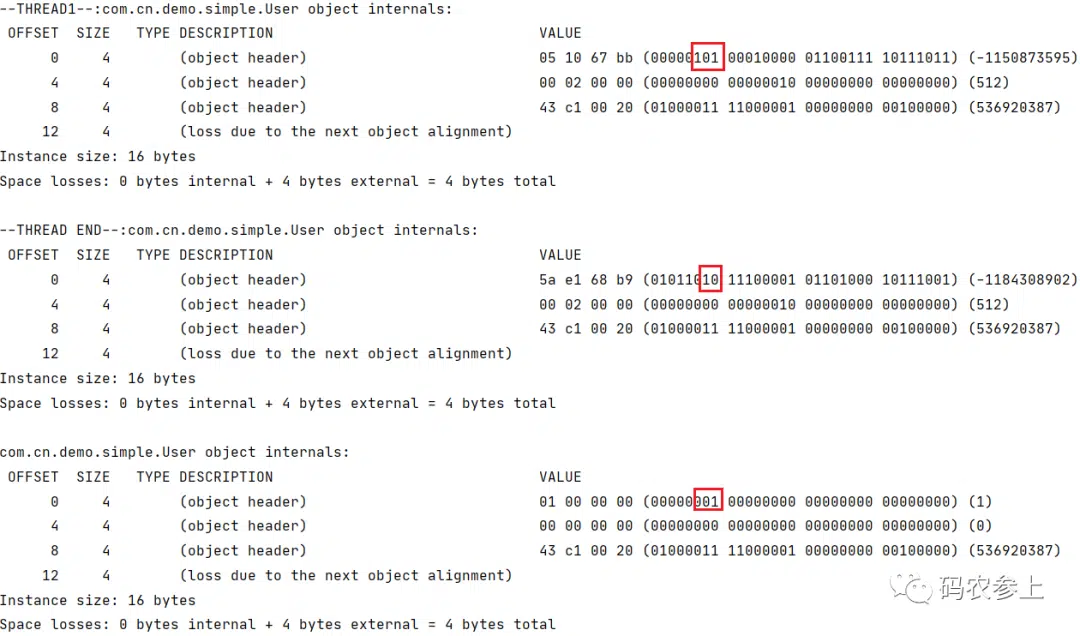 --THREAD1--:com.cn.demo.simple.User object internals:
OFFSET SIZE TYPE DESCRIPTION VALUE
0 4 (object header) 05 10 67 bb (00000101 00010000 01100111 10111011) (-1150873595)
4 4 (object header) 00 02 00 00 (00000000 00000010 00000000 00000000) (512)
8 4 (object header) 43 c1 00 20 (01000011 11000001 00000000 00100000) (536920387)
12 4 (loss due to the next object alignment)
Instance size: 16 bytes
Space losses: 0 bytes internal + 4 bytes external = 4 bytes total
--THREAD END--:com.cn.demo.simple.User object internals:
OFFSET SIZE TYPE DESCRIPTION VALUE
0 4 (object header) 5a e1 68 b9 (01011010 11100001 01101000 10111001) (-1184308902)
4 4 (object header) 00 02 00 00 (00000000 00000010 00000000 00000000) (512)
8 4 (object header) 43 c1 00 20 (01000011 11000001 00000000 00100000) (536920387)
12 4 (loss due to the next object alignment)
Instance size: 16 bytes
Space losses: 0 bytes internal + 4 bytes external = 4 bytes total
com.cn.demo.simple.User object internals:
OFFSET SIZE TYPE DESCRIPTION VALUE
0 4 (object header) 01 00 00 00 (00000001 00000000 00000000 00000000) (1)
4 4 (object header) 00 00 00 00 (00000000 00000000 00000000 00000000) (0)
8 4 (object header) 43 c1 00 20 (01000011 11000001 00000000 00100000) (536920387)
12 4 (loss due to the next object alignment)
Instance size: 16 bytes
Space losses: 0 bytes internal + 4 bytes external = 4 bytes total
码农参上